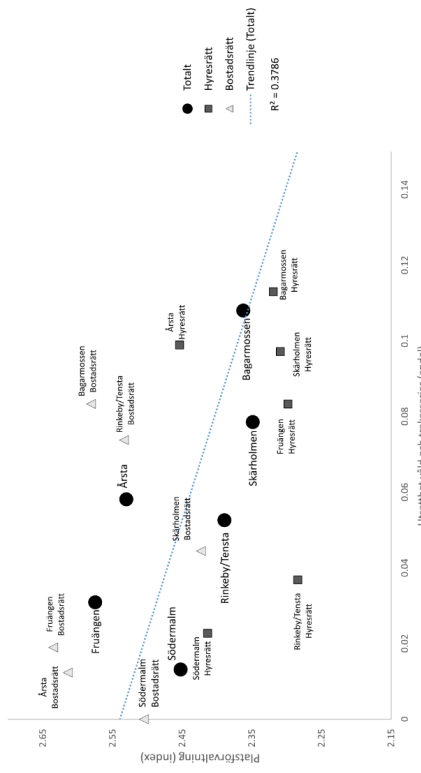 Totalt
Hyresrätt
Bostadsrätt
Trendlinje (Totalt)
R² = 0.3786
Platsförvaltning (index)
2.65
2.55
2.45
2.35
2.25
2.15
0
0.02
0.04
0.06
0.08
0.1
0.12
0.14
Årsta
Bostadsrätt
Fruängen
Bostadsrätt
Fruängen
Södermalm
Bostadsrätt
Södermalm
Södermalm
Hyresrätt
Årsta
Rinkeby/Tensta
Bostadsrätt
Bagarmossen
Bostadsrätt
Skärholmen
Bostadsrätt
Rinkeby/Tensta
Rinkeby/Tensta
Hyresrätt
Årsta
Hyresrätt
Skärholmen
Fruängen
Hyresrätt
Bagarmossen
Skärholmen
Hyresrätt
Bagarmossen
Hyresrätt